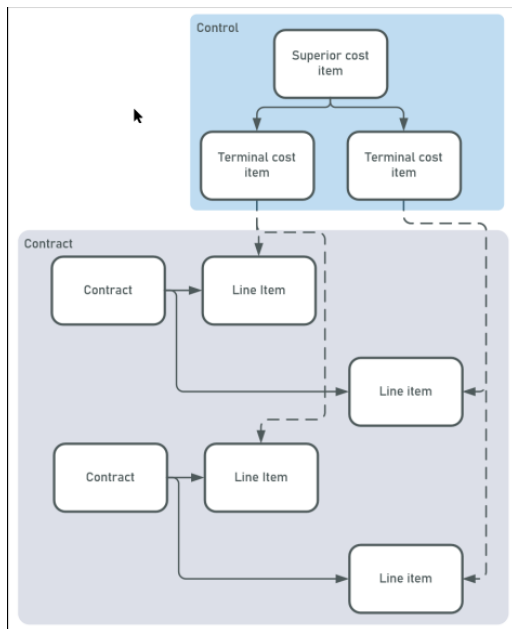 Control
Superior cost
item
Terminal cost
item
Terminal cost
item
Contract
Contract
Line Item
Line item
Contract
Line Item
Line item